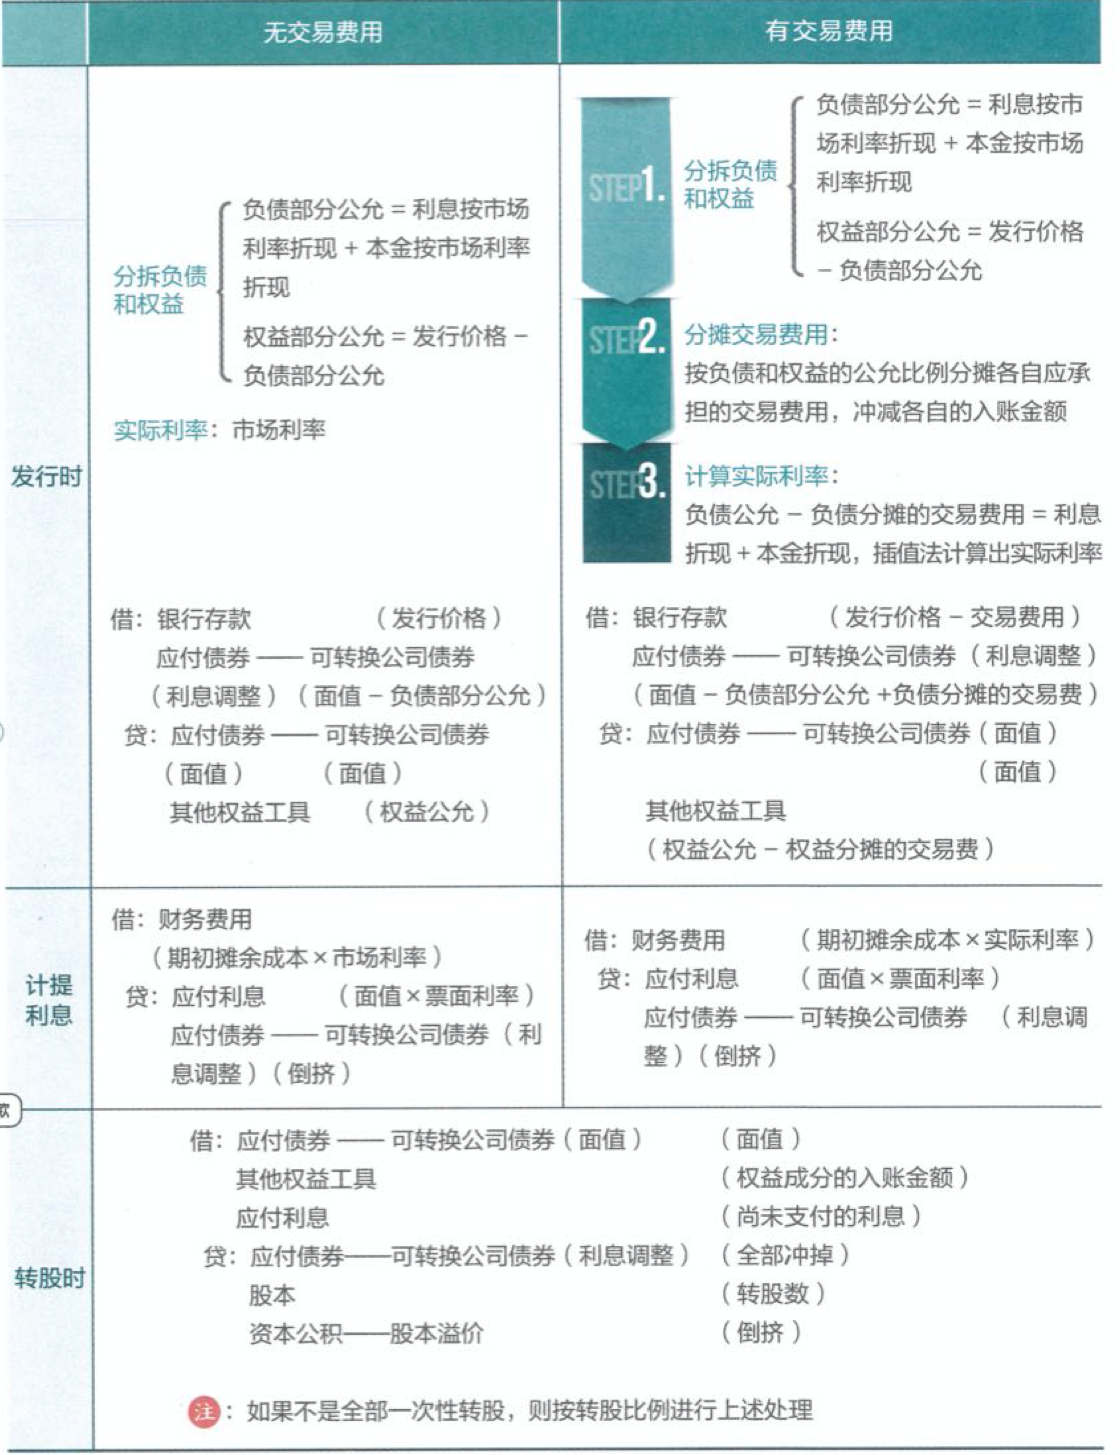 无交易费用
有交易费用
发行时
分拆负债
和权益
负债部分公允 = 利息按市场
利率折现 + 本金按市场利率
折现
权益部分公允 = 发行价格 –
负债部分公允
实际利率：市场利率
借：银行存款 （发行价格）
应付债券 —— 可转换公司债券
（利息调整）（面值 – 负债部分公允）
贷：应付债券 —— 可转换公司债券
（面值） （面值）
其他权益工具 （权益公允）
STEP1.
分拆负债
和权益
负债部分公允 = 利息按市
场利率折现 + 本金按市场
利率折现
权益部分公允 = 发行价格
– 负债部分公允
STEP2.
分摊交易费用：
按负债和权益的公允比例分摊各自应承
担的交易费用，冲减各自的入账金额
STEP3.
计算实际利率：
负债公允 – 负债分摊的交易费用 = 利息
折现 + 本金折现，插值法计算出实际利率
借：银行存款 （发行价格 – 交易费用）
应付债券 —— 可转换公司债券（利息调整）
（面值 – 负债部分公允 +负债分摊的交易费）
贷：应付债券 —— 可转换公司债券（面值）
（面值）
其他权益工具
（权益公允 – 权益分摊的交易费）
计提
利息
借：财务费用
（期初摊余成本×市场利率）
贷：应付利息 （面值×票面利率）
应付债券 —— 可转换公司债券（利
息调整）（倒挤）
借：财务费用 （期初摊余成本×实际利率）
贷：应付利息 （面值×票面利率）
应付债券 —— 可转换公司债券 （利息调
整）（倒挤）
转股时
借：应付债券 —— 可转换公司债券（面值） （面值）
其他权益工具 （权益成分的入账金额）
应付利息 （尚未支付的利息）
贷：应付债券——可转换公司债券（利息调整） （全部冲掉）
股本 （转股数）
资本公积——股本溢价 （倒挤）
注：如果不是全部一次性转股，则按转股比例进行上述处理